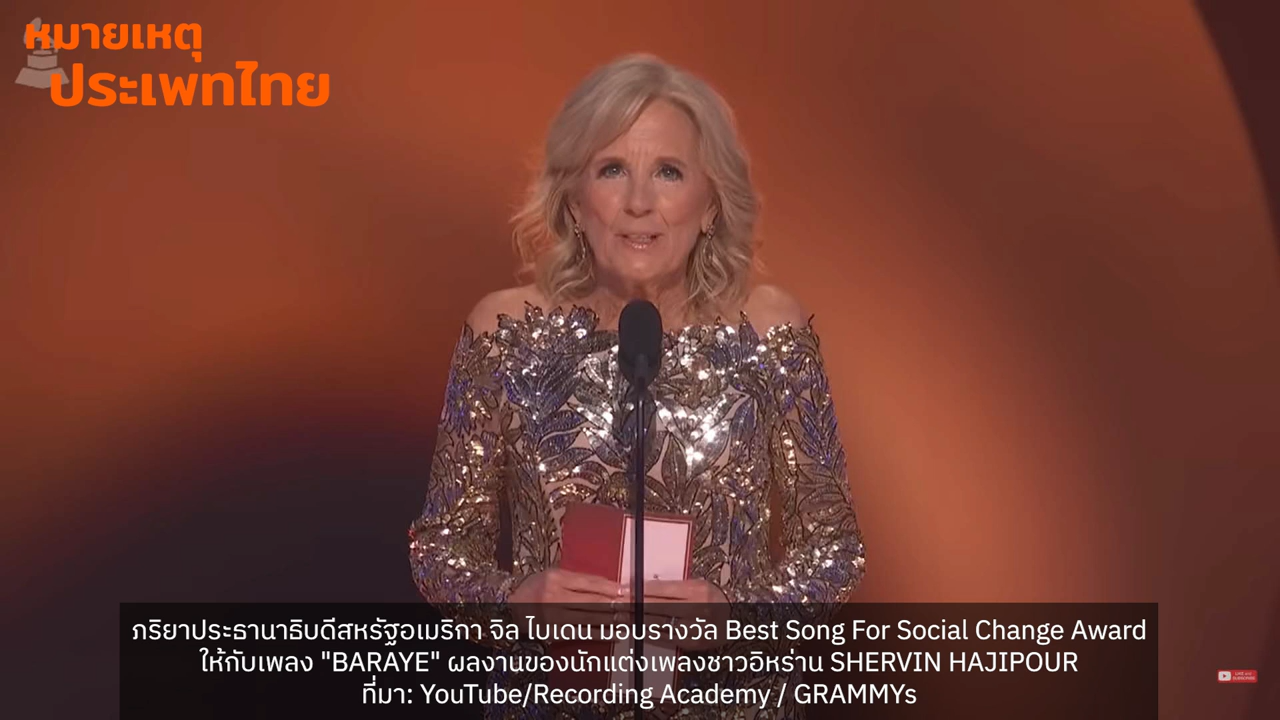 หมายเหตุ
ประเพทไทย
ภริยาประธานาธิบดีสหรัฐอเมริกา จิล ไบเดน มอบรางวัล Best Song For Social Change Award
ให้กับเพลง "BARAYE" ผลงานของนักแต่งเพลงชาวอิหร่าน SHERVIN HAJIPOUR
ที่มา: YouTube/Recording Academy / GRAMMYs